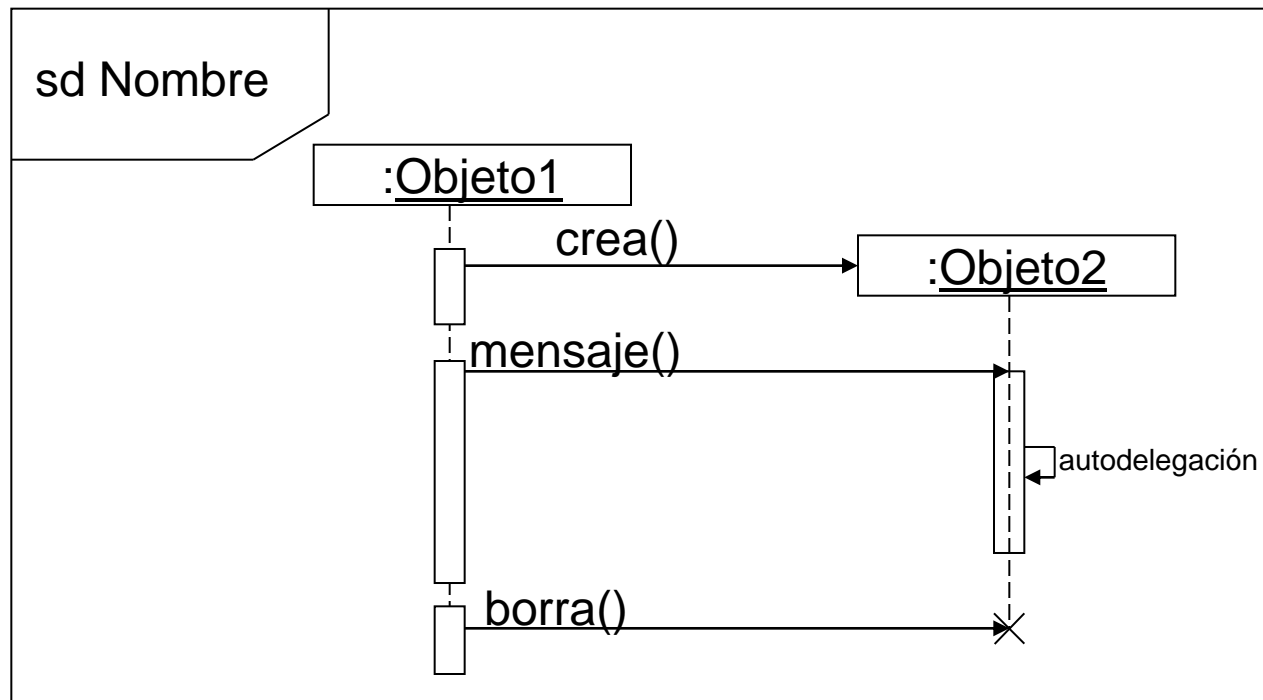 sd Nombre
:Objeto1
crea()
:Objeto2
mensaje()
autodelegación
borra()